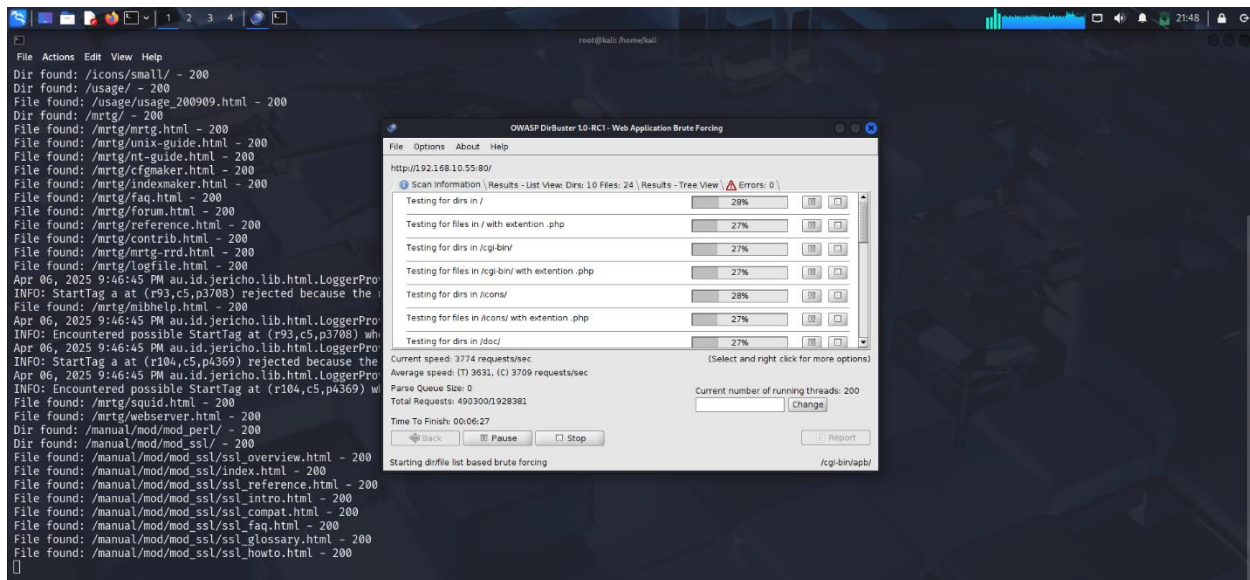 1 2 3 4
21:48
root@kali: /home/kali
File Actions Edit View Help
Dir found: /icons/small/ - 200
Dir found: /usage/ - 200
File found: /usage/usage_200909.html - 200
Dir found: /mrtg/ - 200
File found: /mrtg/mrtg.html - 200
File found: /mrtg/unix-guide.html - 200
File found: /mrtg/nt-guide.html - 200
File found: /mrtg/cfgmaker.html - 200
File found: /mrtg/indexmaker.html - 200
File found: /mrtg/faq.html - 200
File found: /mrtg/forum.html - 200
File found: /mrtg/reference.html - 200
File found: /mrtg/contrib.html - 200
File found: /mrtg/mrtg-rrd.html - 200
File found: /mrtg/logfile.html - 200
Apr 06, 2025 9:46:45 PM au.id.jericho.lib.html.LoggerPro
INFO: StartTag a at (r93,c5,p3708) rejected because the
File found: /mrtg/mibhelp.html - 200
Apr 06, 2025 9:46:45 PM au.id.jericho.lib.html.LoggerPro
INFO: Encountered possible StartTag at (r93,c5,p3708) wh
Apr 06, 2025 9:46:45 PM au.id.jericho.lib.html.LoggerPro
INFO: StartTag a at (r104,c5,p4369) rejected because the
Apr 06, 2025 9:46:45 PM au.id.jericho.lib.html.LoggerPro
INFO: Encountered possible StartTag at (r104,c5,p4369) w
File found: /mrtg/squid.html - 200
File found: /mrtg/webserver.html - 200
Dir found: /manual/mod/mod_perl/ - 200
Dir found: /manual/mod/mod_ssl/ - 200
File found: /manual/mod/mod_ssl/ssl_overview.html - 200
File found: /manual/mod/mod_ssl/index.html - 200
File found: /manual/mod/mod_ssl/ssl_reference.html - 200
File found: /manual/mod/mod_ssl/ssl_intro.html - 200
File found: /manual/mod/mod_ssl/ssl_compat.html - 200
File found: /manual/mod/mod_ssl/ssl_faq.html - 200
File found: /manual/mod/mod_ssl/ssl_glossary.html - 200
File found: /manual/mod/mod_ssl/ssl_howto.html - 200
OWASP DirBuster 1.0-RC1 - Web Application Brute Forcing
File Options About Help
http://192.168.10.55:80/
Scan Information \ Results - List View: Dirs: 10 Files: 24 \ Results - Tree View \ Errors: 0 \
Testing for dirs in / 28%
Testing for files in / with extention .php 27%
Testing for dirs in /cgi-bin/ 27%
Testing for files in /cgi-bin/ with extention .php 27%
Testing for dirs in /icons/ 28%
Testing for files in /icons/ with extention .php 27%
Testing for dirs in /doc/ 27%
Current speed: 3774 requests/sec (Select and right click for more options)
Average speed: (T) 3631, (C) 3709 requests/sec
Parse Queue Size: 0 Current number of running threads: 200
Total Requests: 490300/1928381 Change
Time To Finish: 00:06:27
Back Pause Stop Report
Starting dir/file list based brute forcing /cgi-bin/apb/